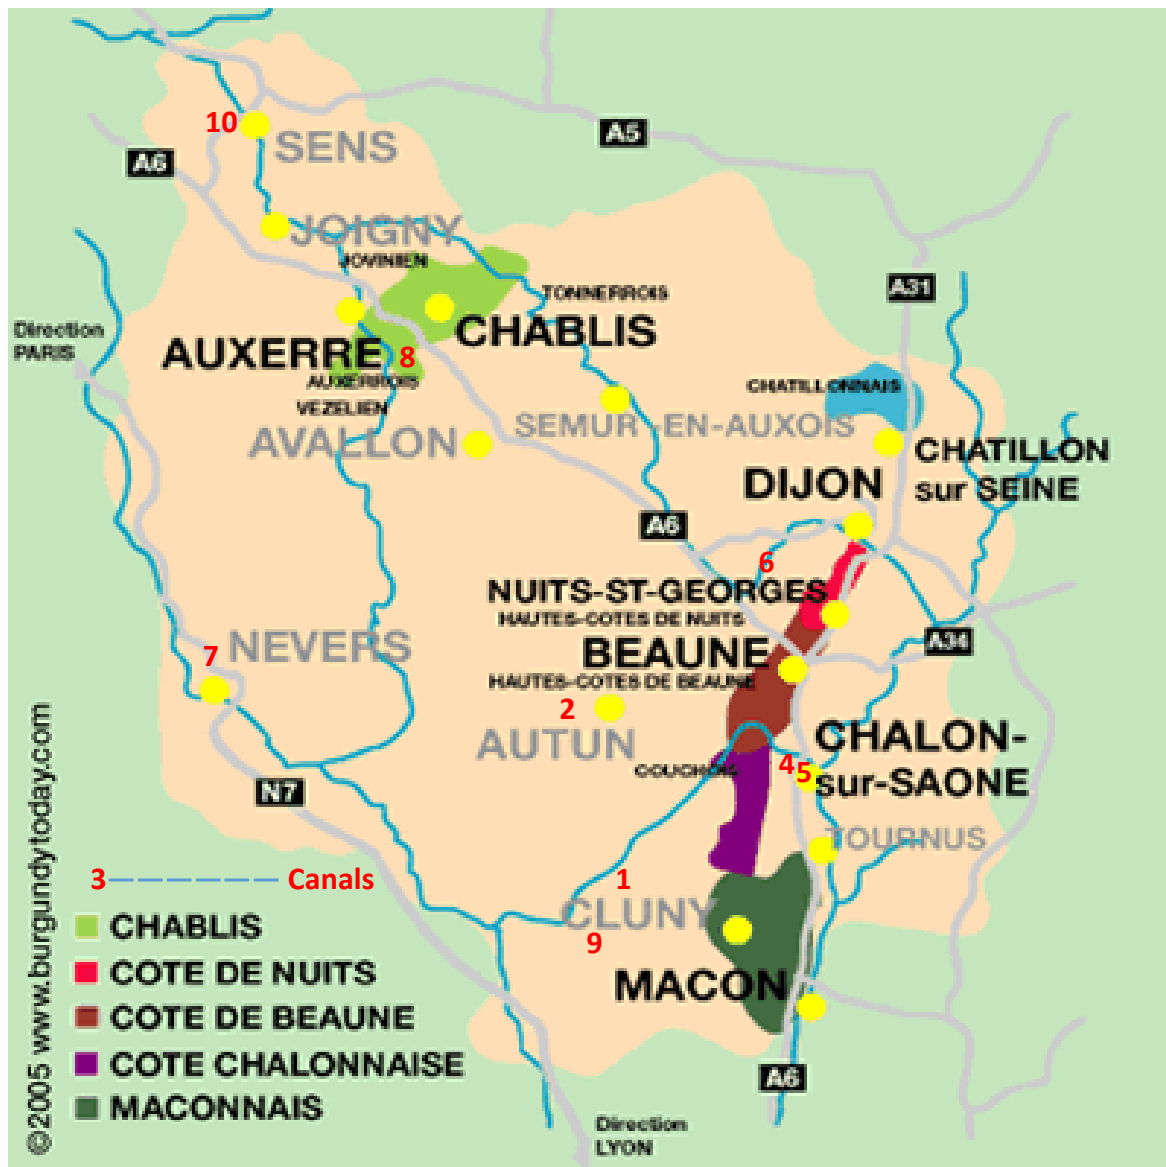 10
SENS
A5
A6
JOIGNY
JOVINIEN
A31
TONNERROIS
Direction
PARIS
CHABLIS
AUXERRE
8
AUXERROIS
CHATILLONNAIS
VEZELIEN
SEMUR-EN-AUXOIS
AVALLON
CHATILLON
sur SEINE
DIJON
A6
6
NUITS-ST-GEORGES
HAUTES-COTES DE NUITS
7
NEVERS
BEAUNE
A34
HAUTES-COTES DE BEAUNE
2
AUTUN
CHALON-
sur-SAONE
4
5
COUCHOIS
N7
TOURNUS
3
Canals
1
CLUNY
9
MACON
CHABLIS
COTE DE NUITS
COTE DE BEAUNE
COTE CHALONNAISE
MACONNAIS
A6
Direction
LYON
©2005 www.burgundytoday.com